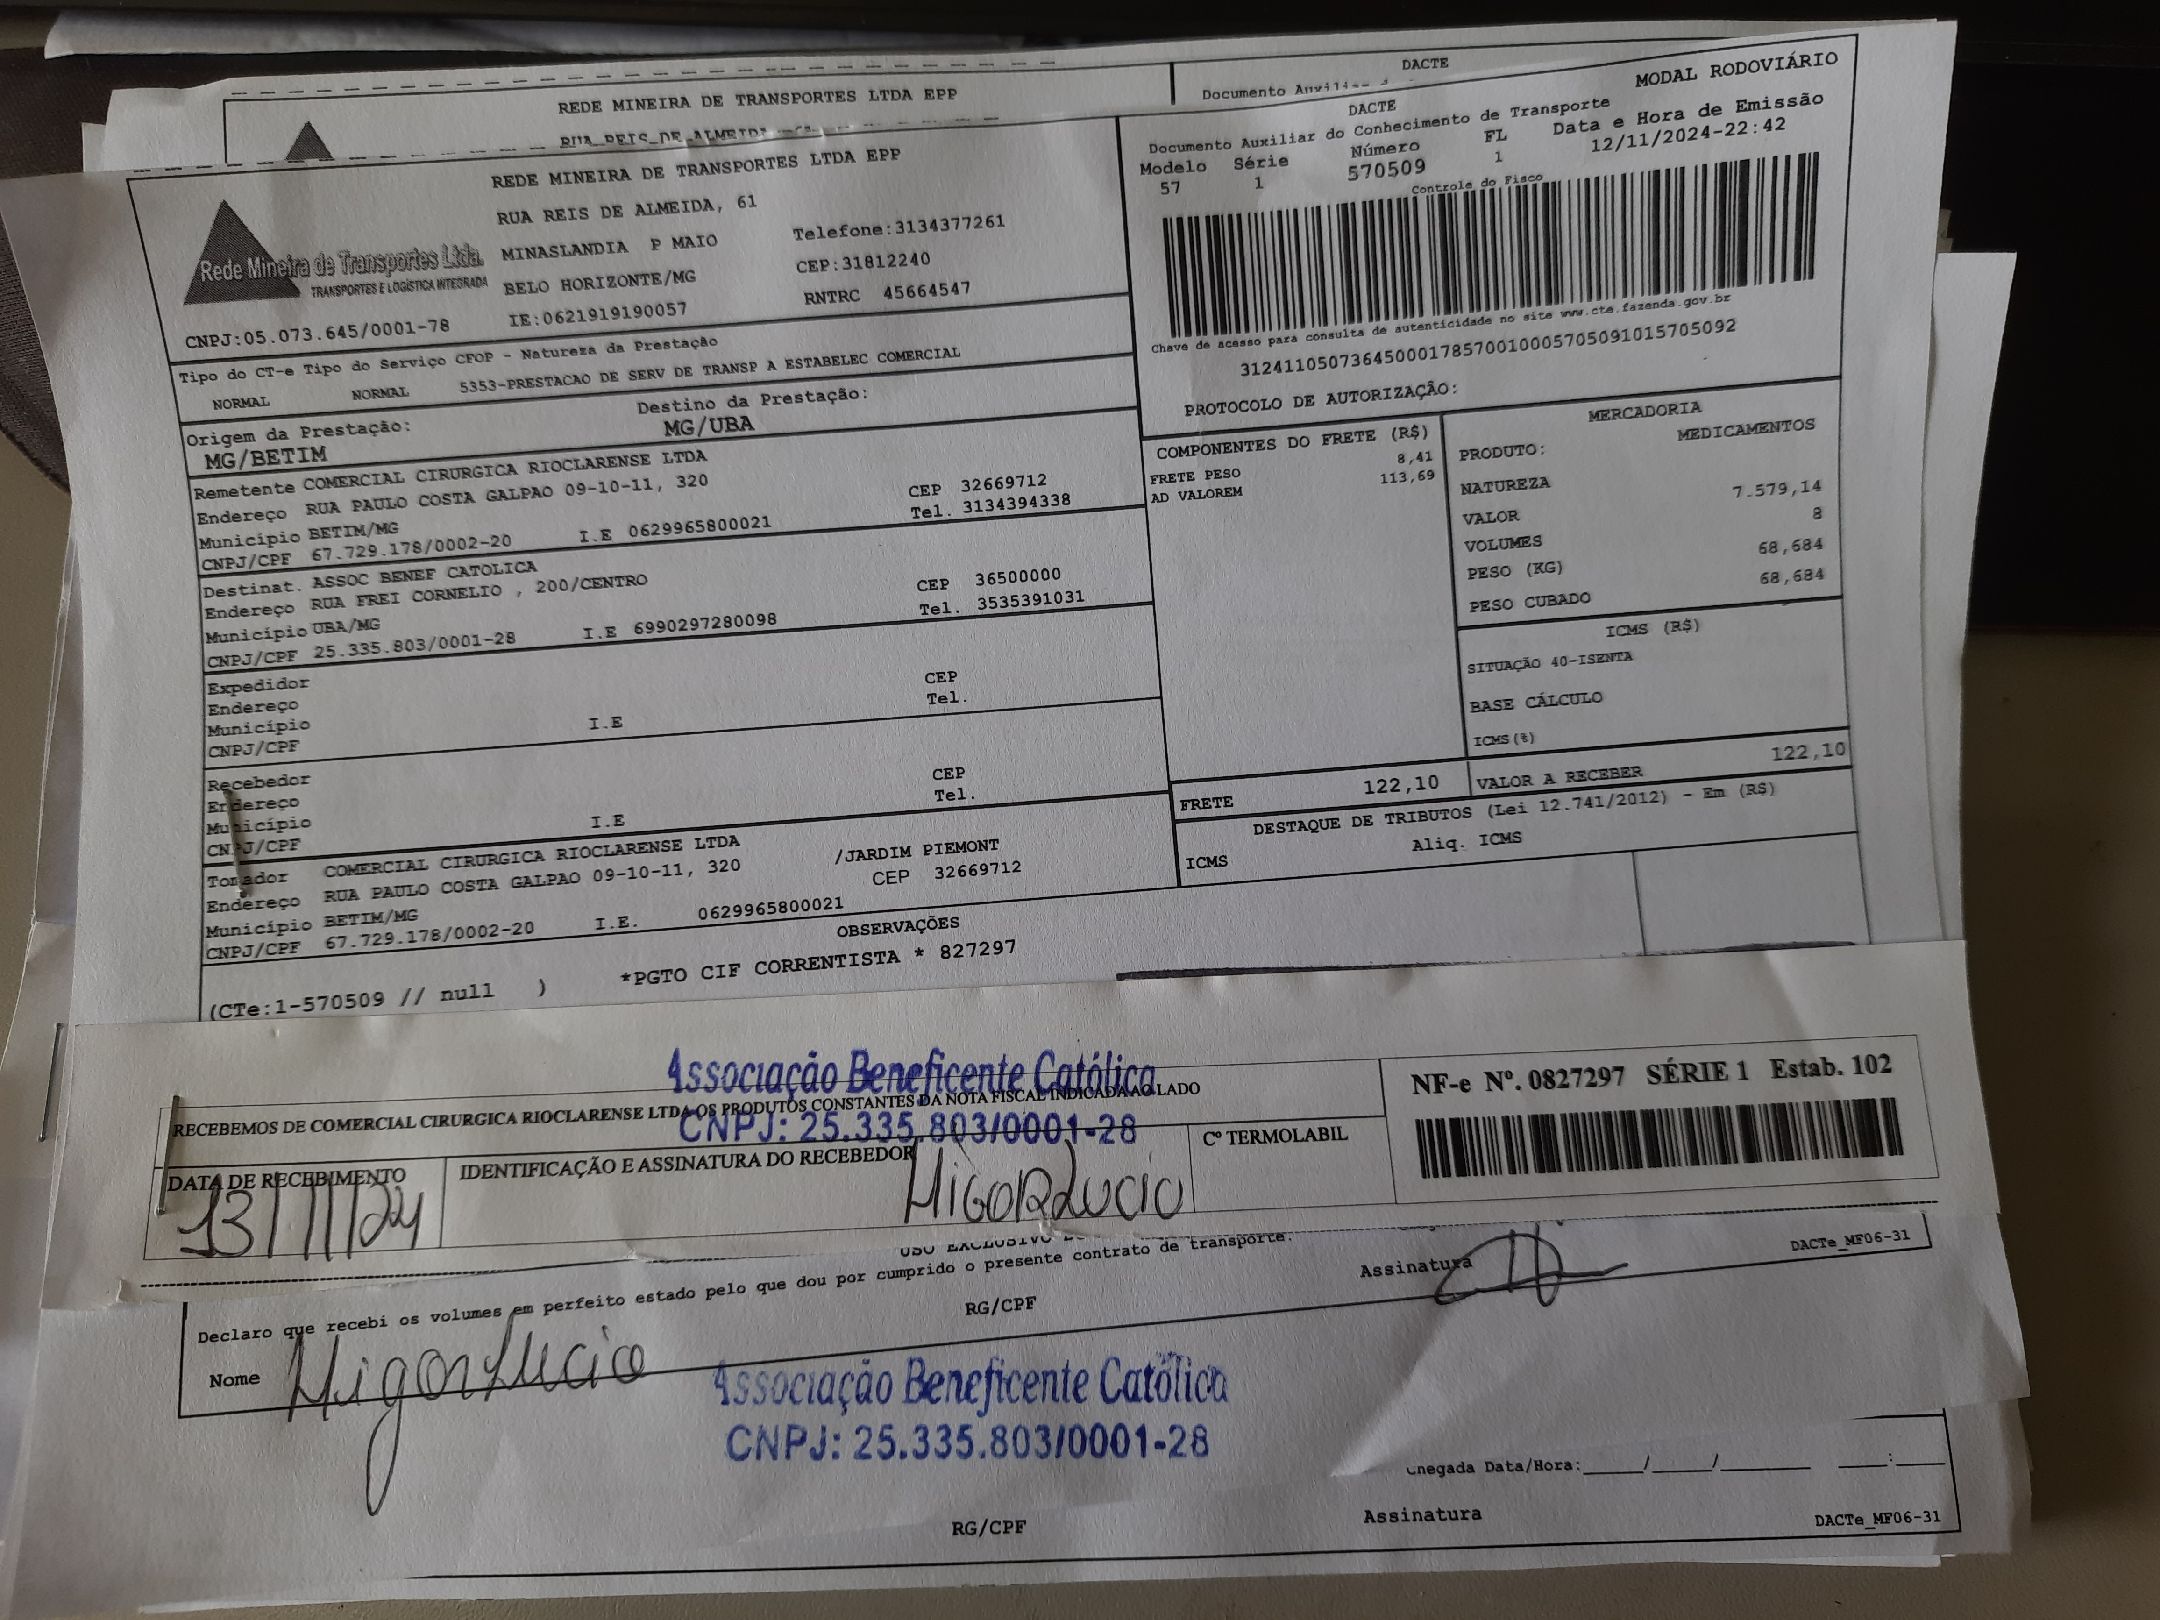 DACTE
REDE MINEIRA DE TRANSPORTES LTDA EPP
Documento
RUA REIS DE ALMEIDA
REDE MINEIRA DE TRANSPORTES LTDA EPP
RUA REIS DE ALMEIDA, 61
MINASLANDIA P MAIO
Telefone:3134377261
BELO HORIZONTE/MG
CEP:31812240
IE:0621919190057
RNTRC 45664547
Rede Mineira de Transportes Ltda.
TRANSPORTES E LOGÍSTICA INTEGRADA
CNPJ:05.073.645/0001-78
DACTE
MODAL RODOVIÁRIO
Documento Auxiliar do Conhecimento de Transporte
Modelo Série Número FL Data e Hora de Emissão
57 1 570509 1 12/11/2024-22:42
Controle do Fisco
Chave de acesso para consulta de autenticidade no site www.cte.fazenda.gov.br
31241105073645000178570010005705091015705092
PROTOCOLO DE AUTORIZAÇÃO:
Tipo do CT-e Tipo do Serviço CFOP - Natureza da Prestação
NORMAL NORMAL 5353-PRESTACAO DE SERV DE TRANSP A ESTABELEC COMERCIAL
Origem da Prestação: Destino da Prestação:
MG/BETIM MG/UBA
Remetente COMERCIAL CIRURGICA RIOCLARENSE LTDA
Endereço RUA PAULO COSTA GALPAO 09-10-11, 320 CEP 32669712
Município BETIM/MG Tel. 3134394338
CNPJ/CPF 67.729.178/0002-20 I.E 0629965800021
Destinat. ASSOC BENEF CATOLICA
Endereço RUA FREI CORNELIO , 200/CENTRO CEP 36500000
Município UBA/MG Tel. 3535391031
CNPJ/CPF 25.335.803/0001-28 I.E 6990297280098
Expedidor CEP
Endereço Tel.
Município I.E
CNPJ/CPF
Recebedor CEP
Endereço Tel.
Município I.E
CNPJ/CPF
Tomador COMERCIAL CIRURGICA RIOCLARENSE LTDA /JARDIM PIEMONT
Endereço RUA PAULO COSTA GALPAO 09-10-11, 320 CEP 32669712
Município BETIM/MG
CNPJ/CPF 67.729.178/0002-20 I.E. 0629965800021
COMPONENTES DO FRETE (R$)
FRETE PESO 8,41
AD VALOREM 113,69
MERCADORIA
PRODUTO: MEDICAMENTOS
NATUREZA
VALOR 7.579,14
VOLUMES 8
PESO (KG) 68,684
PESO CUBADO 68,684
ICMS (R$)
SITUAÇÃO 40-ISENTA
BASE CÁLCULO
ICMS(%)
FRETE 122,10 VALOR A RECEBER 122,10
DESTAQUE DE TRIBUTOS (Lei 12.741/2012) - Em (R$)
ICMS Aliq. ICMS
OBSERVAÇÕES
(CTe:1-570509 // null ) *PGTO CIF CORRENTISTA * 827297
Associação Beneficente Católica
CNPJ: 25.335.803/0001-28
RECEBEMOS DE COMERCIAL CIRURGICA RIOCLARENSE LTDA OS PRODUTOS CONSTANTES DA NOTA FISCAL INDICADA AO LADO
NF-e Nº. 0827297 SÉRIE 1 Estab. 102
DATA DE RECEBIMENTO IDENTIFICAÇÃO E ASSINATURA DO RECEBEDOR Cº TERMOLABIL
13/11/24 Higor Lucio
USO EXCLUSIVO
Declaro que recebi os volumes em perfeito estado pelo que dou por cumprido o presente contrato de transporte.
Nome Higor Lucio RG/CPF Assinatura DACTe_MF06-31
Associação Beneficente Católica
CNPJ: 25.335.803/0001-28
Chegada Data/Hora:_____/_____/________ ____:____
RG/CPF Assinatura DACTe_MF06-31